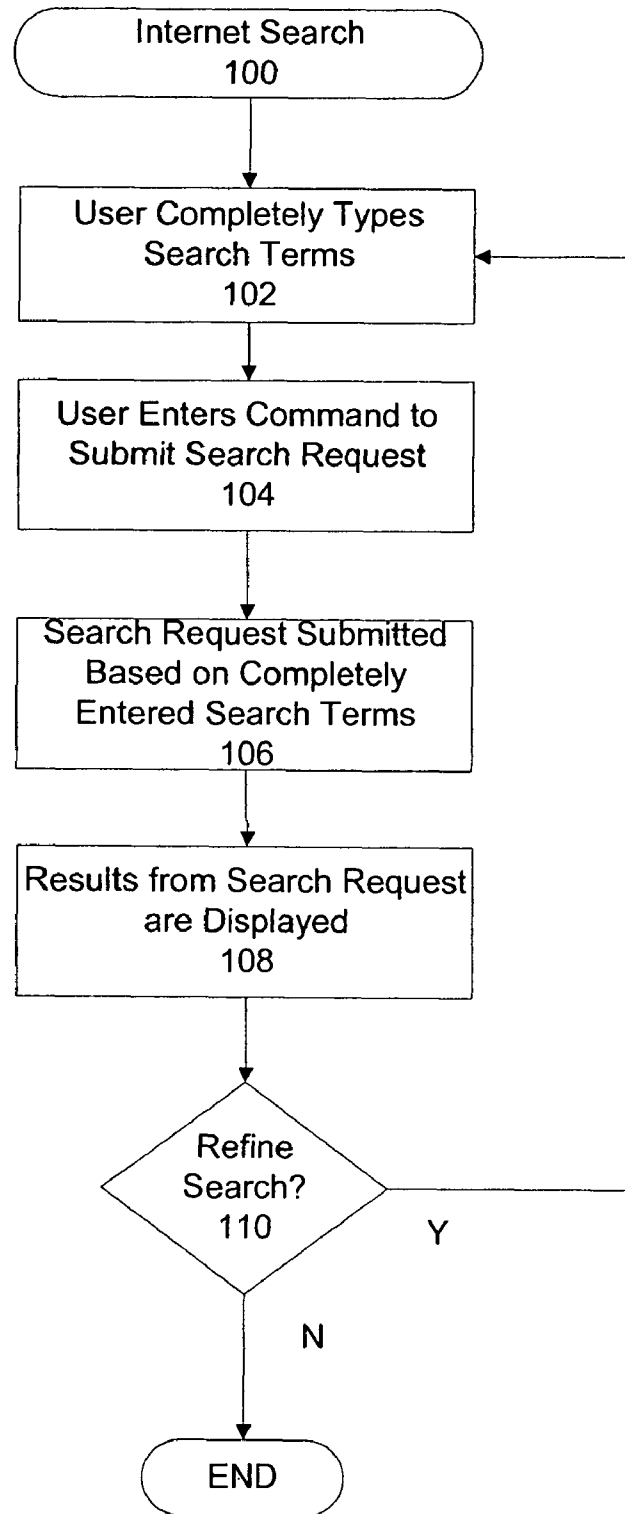 Internet Search
100
User Completely Types
Search Terms
102
User Enters Command to
Submit Search Request
104
Search Request Submitted
Based on Completely
Entered Search Terms
106
Results from Search Request
are Displayed
108
Refine
Search?
110
Y
N
END